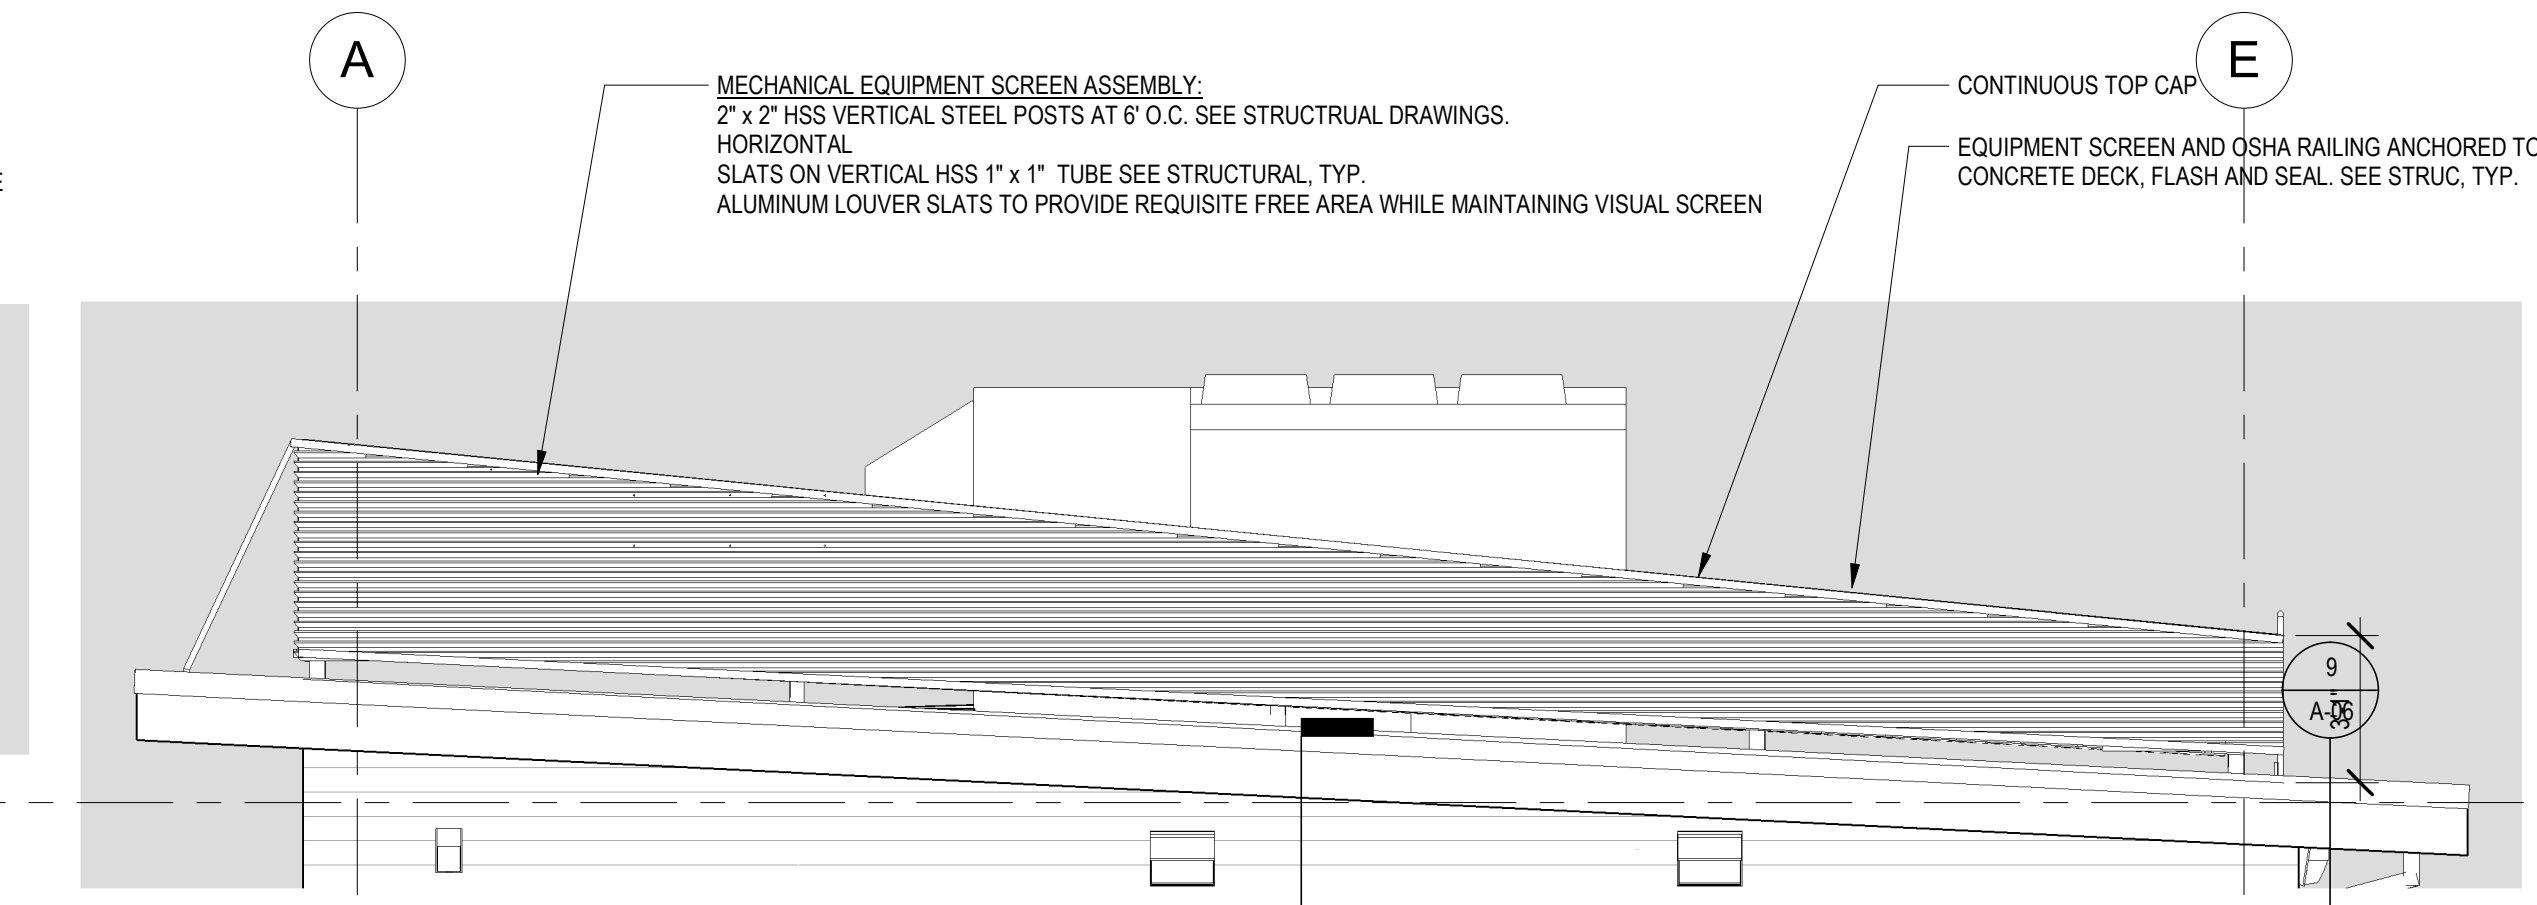 A
E
MECHANICAL EQUIPMENT SCREEN ASSEMBLY:
2" x 2" HSS VERTICAL STEEL POSTS AT 6' O.C. SEE STRUCTRUAL DRAWINGS.
HORIZONTAL
SLATS ON VERTICAL HSS 1" x 1" TUBE SEE STRUCTURAL, TYP.
ALUMINUM LOUVER SLATS TO PROVIDE REQUISITE FREE AREA WHILE MAINTAINING VISUAL SCREEN
CONTINUOUS TOP CAP
EQUIPMENT SCREEN AND OSHA RAILING ANCHORED TO
CONCRETE DECK, FLASH AND SEAL. SEE STRUC, TYP.
E
9
A-06